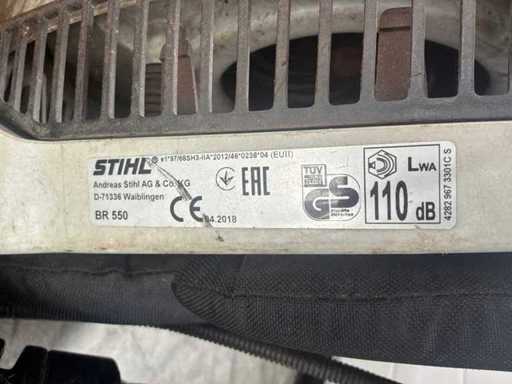 STIHL
e1*97/68SH3-IIA*2012/46*0238*04 (EUII)
Andreas Stihl AG & Co. KG
D-71336 Waiblingen
BR 550
CE
04.2018
EAC
TÜV
GS
LWA
110 dB
4282 967 3301C S